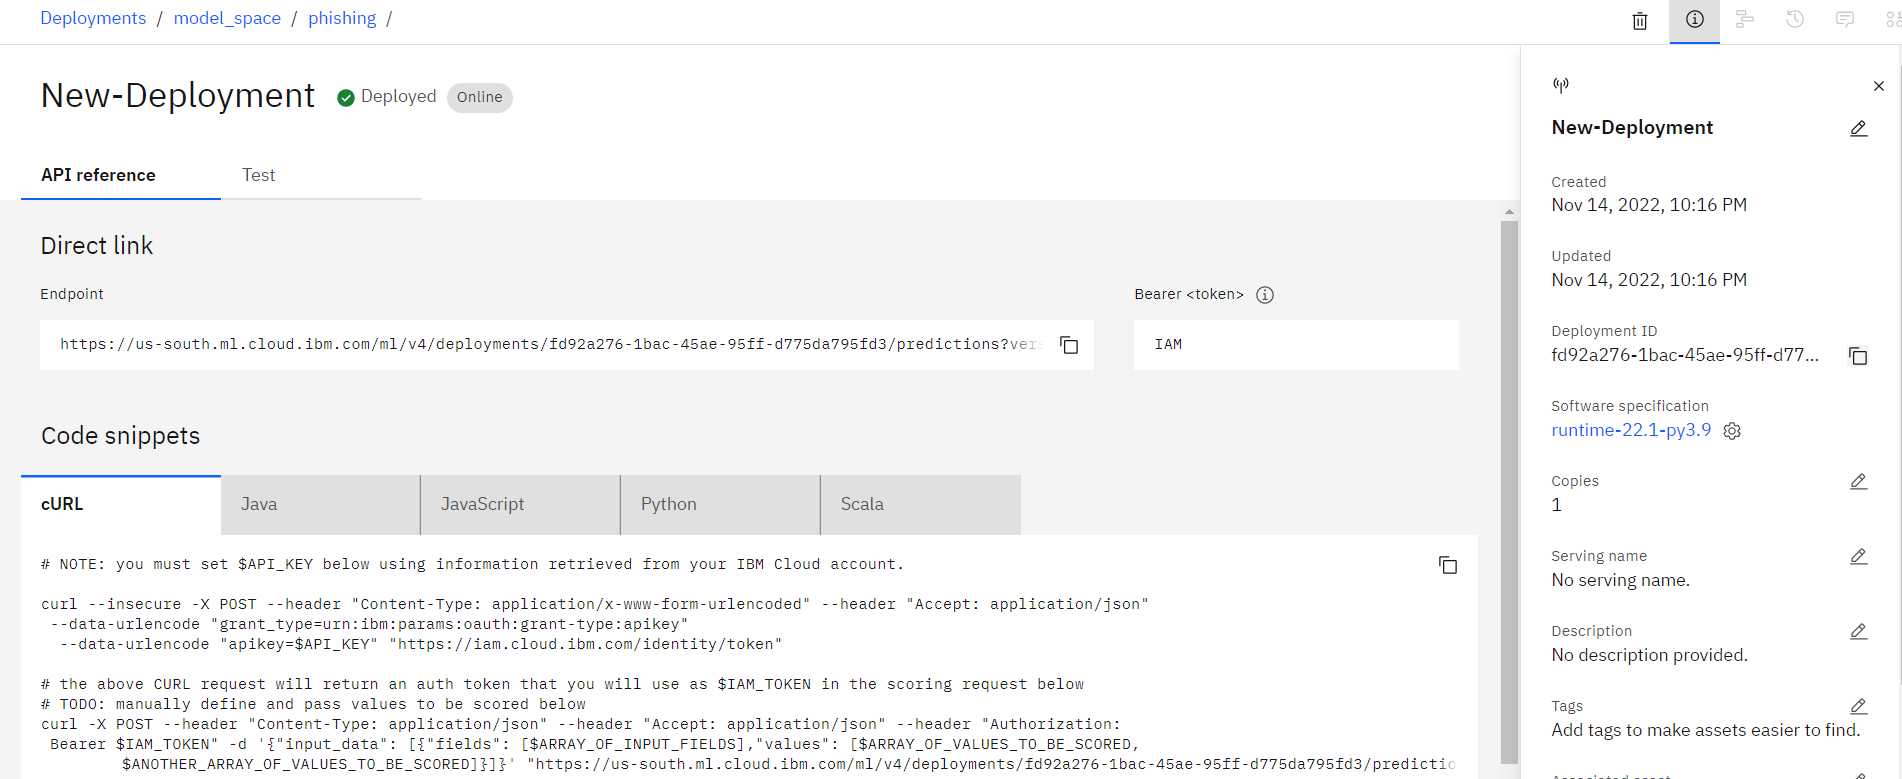 Deployments / model_space / phishing /
New-Deployment
Deployed
Online
API reference
Test
Direct link
Endpoint
https://us-south.ml.cloud.ibm.com/ml/v4/deployments/fd92a276-1bac-45ae-95ff-d775da795fd3/predictions?ver
Bearer <token>
IAM
Code snippets
cURL
Java
JavaScript
Python
Scala
# NOTE: you must set $API_KEY below using information retrieved from your IBM Cloud account.
curl --insecure -X POST --header "Content-Type: application/x-www-form-urlencoded" --header "Accept: application/json"
--data-urlencode "grant_type=urn:ibm:params:oauth:grant-type:apikey"
--data-urlencode "apikey=$API_KEY" "https://iam.cloud.ibm.com/identity/token"
# the above CURL request will return an auth token that you will use as $IAM_TOKEN in the scoring request below
# TODO: manually define and pass values to be scored below
curl -X POST --header "Content-Type: application/json" --header "Accept: application/json" --header "Authorization:
Bearer $IAM_TOKEN" -d '{"input_data": [{"fields": [$ARRAY_OF_INPUT_FIELDS],"values": [$ARRAY_OF_VALUES_TO_BE_SCORED,
$ANOTHER_ARRAY_OF_VALUES_TO_BE_SCORED]}]}' "https://us-south.ml.cloud.ibm.com/ml/v4/deployments/fd92a276-1bac-45ae-95ff-d775da795fd3/predictio
New-Deployment
Created
Nov 14, 2022, 10:16 PM
Updated
Nov 14, 2022, 10:16 PM
Deployment ID
fd92a276-1bac-45ae-95ff-d77...
Software specification
runtime-22.1-py3.9
Copies
1
Serving name
No serving name.
Description
No description provided.
Tags
Add tags to make assets easier to find.
Associated asset